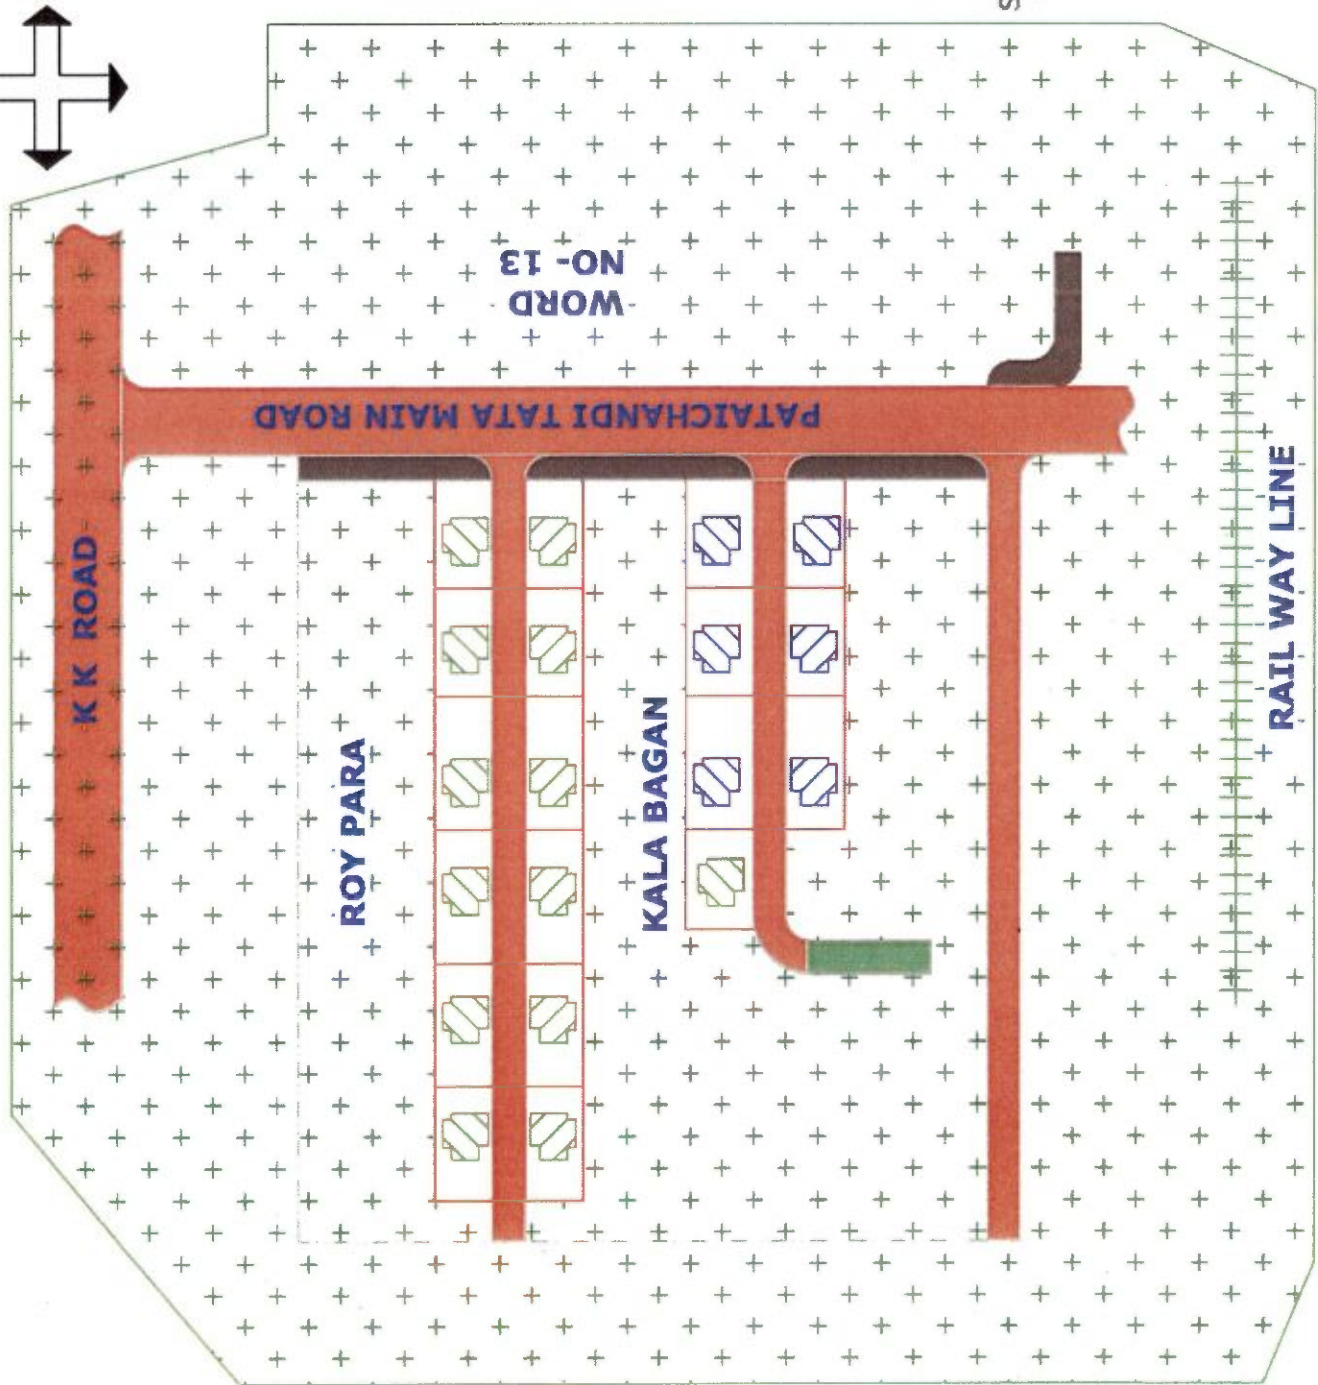 WORD
NO- 13
PATAICHANDI TATA MAIN ROAD
K K ROAD
ROY PARA
KALA BAGAN
RAIL WAY LINE
S